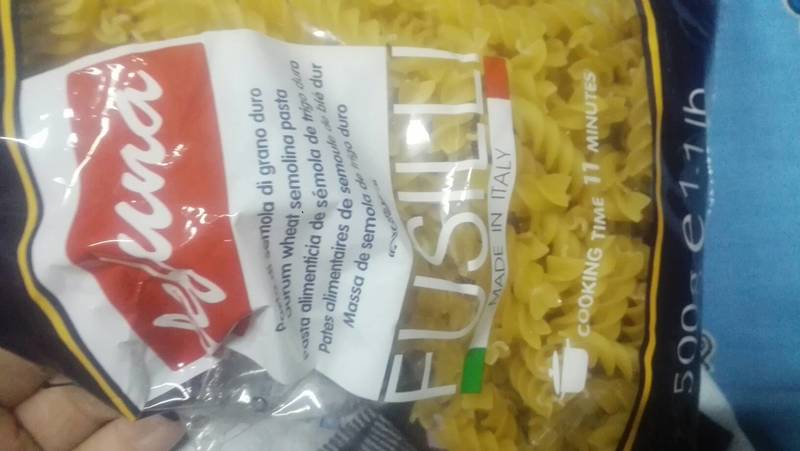 de
Pasta di semola di grano duro
Durum wheat semolina pasta
Pasta alimenticia de sémola de trigo duro
Pates alimentaires de semoule de blé dur
Massa de semola de trigo duro
FUSILLI
MADE IN ITALY
COOKING TIME 11 MINUTES
500 g e 1.1 lb